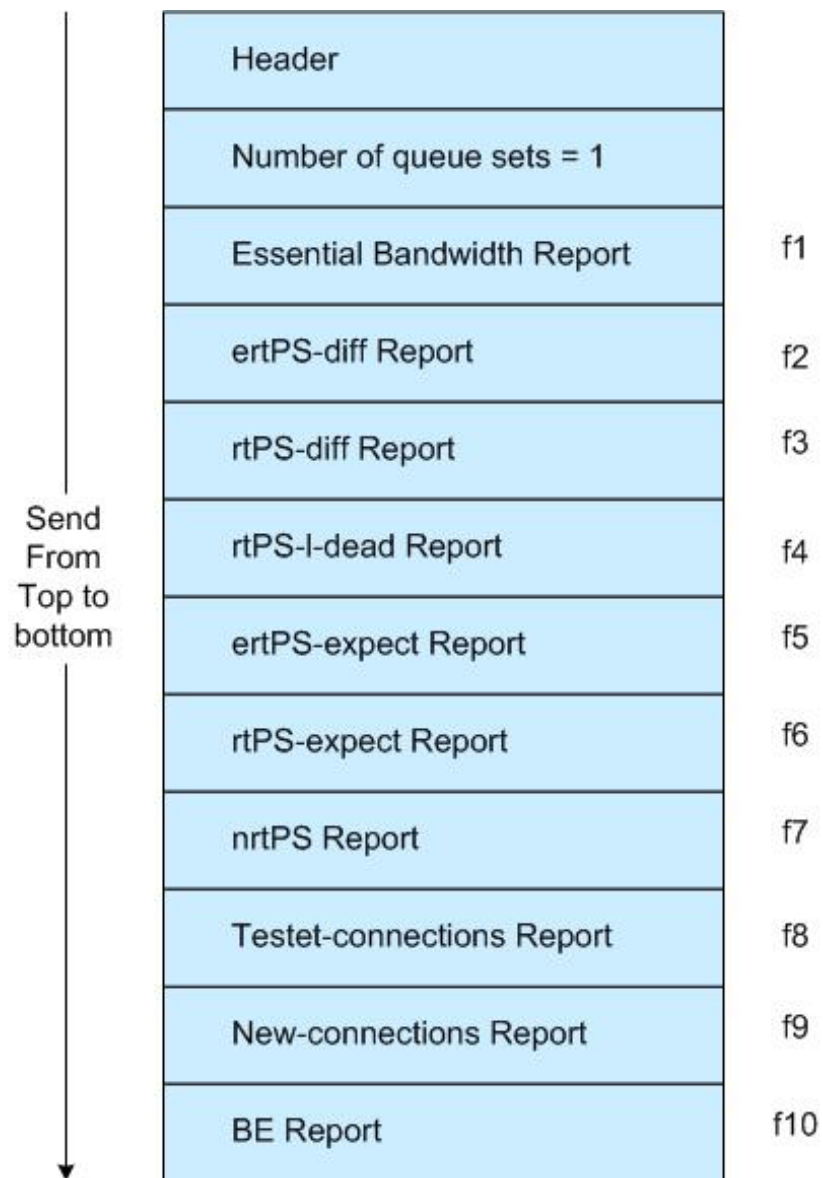 Header
Number of queue sets = 1
Essential Bandwidth Report f1
ertPS-diff Report f2
rtPS-diff Report f3
rtPS-l-dead Report f4
ertPS-expect Report f5
rtPS-expect Report f6
nrtPS Report f7
Testet-connections Report f8
New-connections Report f9
BE Report f10
Send
From
Top to
bottom